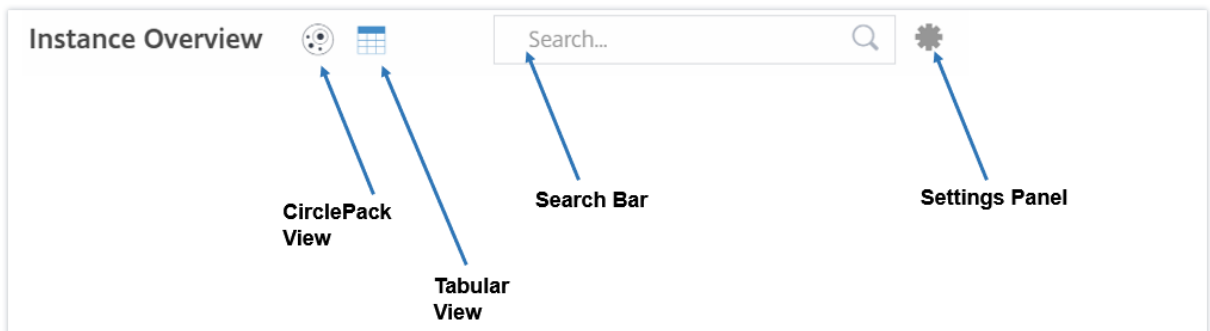 Instance Overview
Search...
CirclePack
View
Search Bar
Settings Panel
Tabular
View